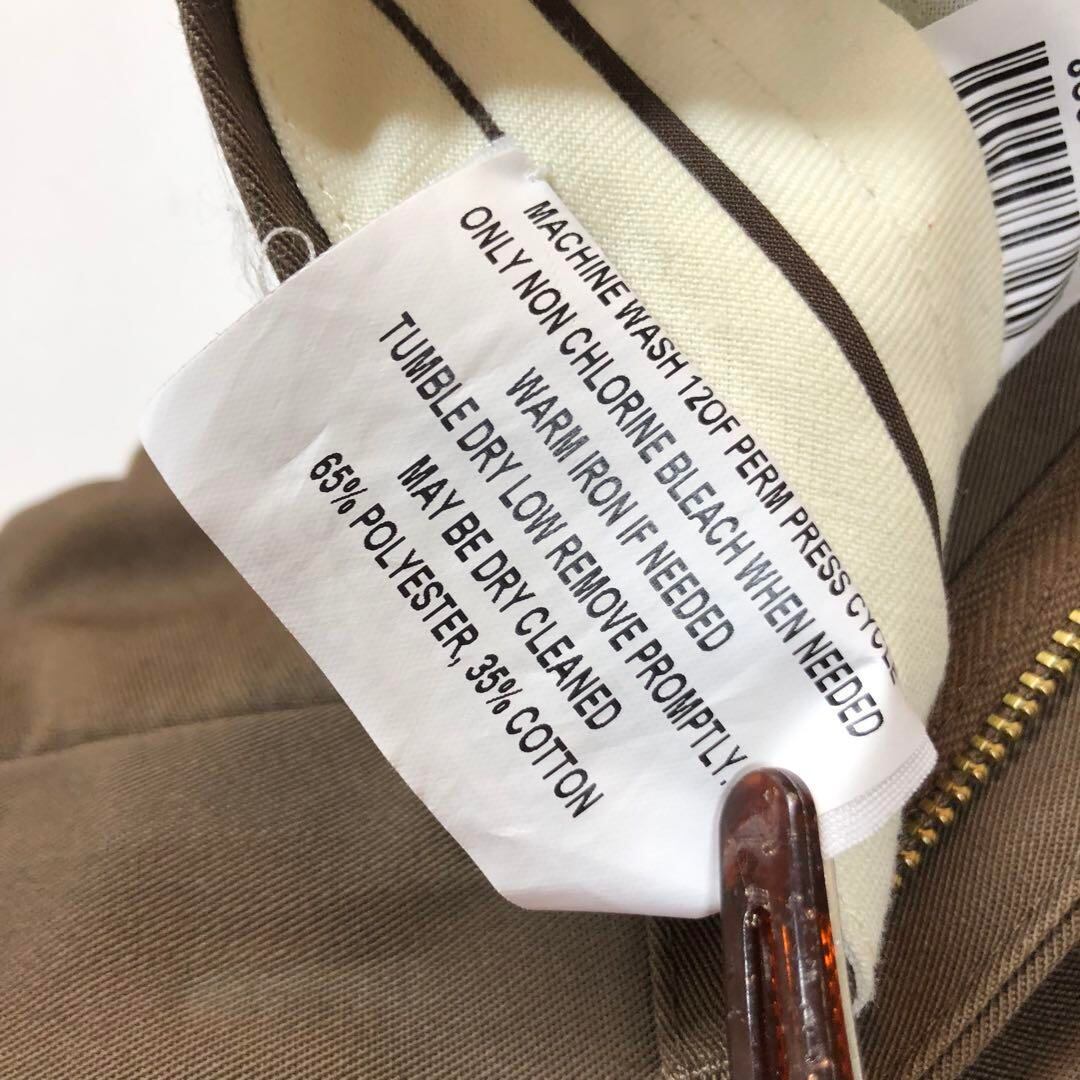 MACHINE WASH 120F PERM PRESS CYCLE
ONLY NON CHLORINE BLEACH WHEN NEEDED
WARM IRON IF NEEDED
TUMBLE DRY LOW REMOVE PROMPTLY.
MAY BE DRY CLEANED
65% POLYESTER, 35% COTTON